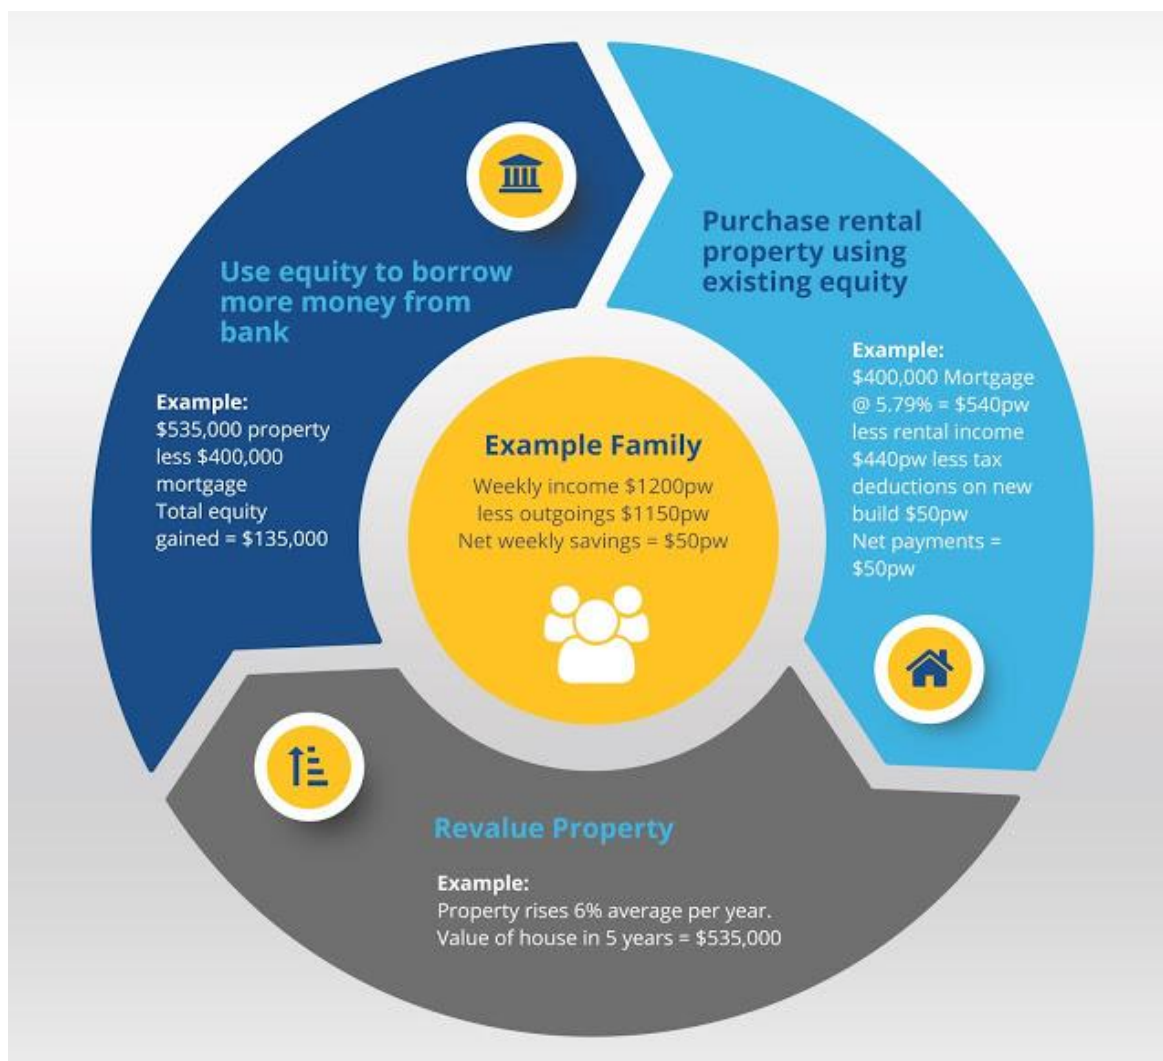 Use equity to borrow
more money from
bank
Example:
$535,000 property
less $400,000
mortgage
Total equity
gained = $135,000
Purchase rental
property using
existing equity
Example:
$400,000 Mortgage
@ 5.79% = $540pw
less rental income
$440pw less tax
deductions on new
build $50pw
Net payments =
$50pw
Example Family
Weekly income $1200pw
less outgoings $1150pw
Net weekly savings = $50pw
Revalue Property
Example:
Property rises 6% average per year.
Value of house in 5 years = $535,000